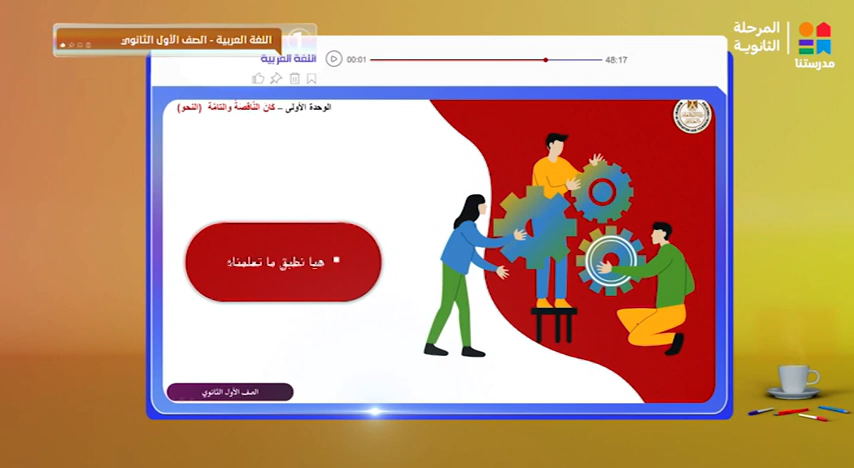 اللغة العربية - الصف الأول الثانوي
المرحلة
الثانوية
مدرستنا
اللغة العربية
00:01
48:17
الوحدة الأولى – كان الناقصة والتامة (النحو)
هيا نطبق ما تعلمناه
الصف الأول الثانوي